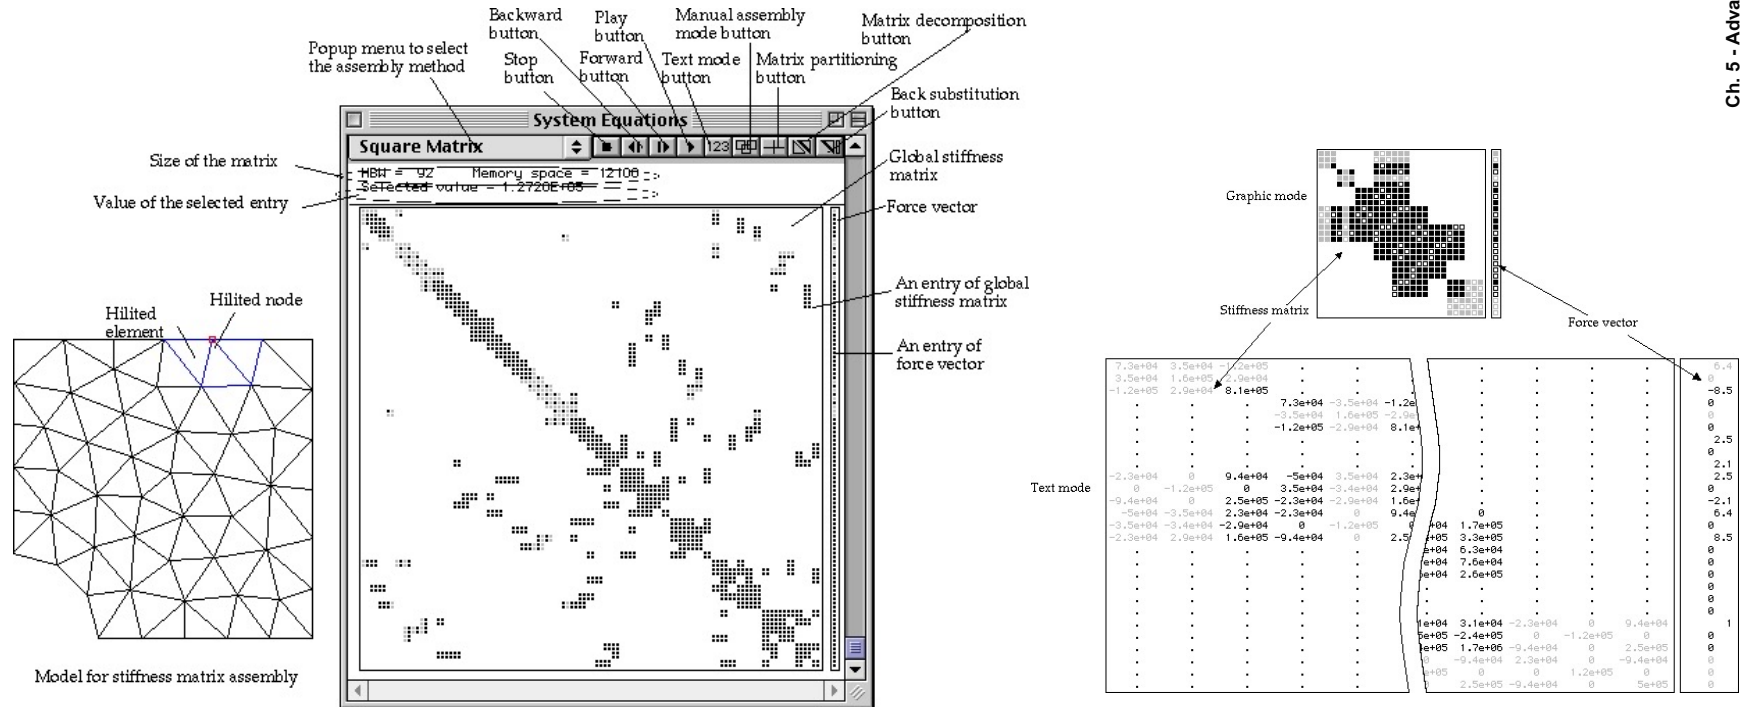 Backward
button
Play
button
Manual assembly
mode button
Matrix decomposition
button
Popup menu to select
the assembly method
Stop
button
Forward
button
Text mode
button
Matrix partitioning
button
Back substitution
button
System Equations
Square Matrix
123
Size of the matrix
HBW = 92 Memory space = 12100
Selected value = 1.2720E+05
Value of the selected entry
Global stiffness
matrix
Force vector
An entry of global
stiffness matrix
An entry of
force vector
Hilited
element
Hilited node
Model for stiffness matrix assembly
Ch. 5 - Adva
Graphic mode
Stiffness matrix
Force vector
Text mode
7.3e+04 3.5e+04 -1.2e+05 6.4
3.5e+04 1.6e+05 2.9e+04 0
-1.2e+05 2.9e+04 8.1e+05 -8.5
7.3e+04 -3.5e+04 -1.2e 0
-3.5e+04 1.6e+05 -2.9e 0
-1.2e+05 -2.9e+04 8.1e+ 0
2.5
0
2.1
-2.3e+04 0 9.4e+04 -5e+04 3.5e+04 2.3e+ 2.5
0 -1.2e+05 0 3.5e+04 -3.4e+04 2.9e+ 0
-9.4e+04 0 2.5e+05 -2.3e+04 -2.9e+04 1.6e+ -2.1
-5e+04 -3.5e+04 2.3e+04 -2.3e+04 0 9.4e 0 6.4
-3.5e+04 -3.4e+04 -2.9e+04 0 -1.2e+05 0 +04 1.7e+05 0
-2.3e+04 2.9e+04 1.6e+05 -9.4e+04 0 2.5 e+05 3.3e+05 8.5
e+04 6.3e+04 0
e+04 7.6e+04 0
e+04 2.6e+05 0
0
0
0
1e+04 3.1e+04 -2.3e+04 0 9.4e+04 1
5e+05 -2.4e+05 0 -1.2e+05 0 0
e+05 1.7e+06 -9.4e+04 0 2.5e+05 0
0 -9.4e+04 2.3e+04 0 -9.4e+04 0
e+05 0 0 1.2e+05 0 0
0 2.5e+05 -9.4e+04 0 5e+05 0